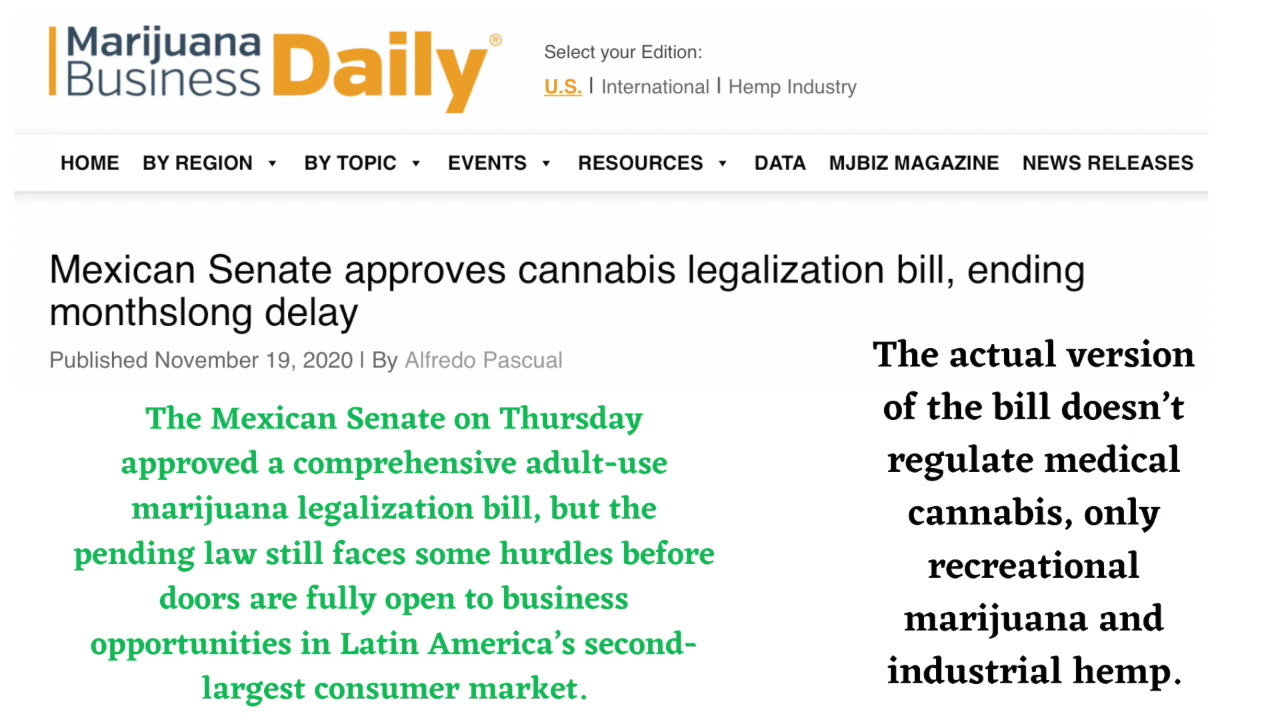 Marijuana
Business Daily®
Select your Edition:
U.S. | International | Hemp Industry
HOME BY REGION ▼ BY TOPIC ▼ EVENTS ▼ RESOURCES ▼ DATA MJBIZ MAGAZINE NEWS RELEASES
Mexican Senate approves cannabis legalization bill, ending
monthslong delay
Published November 19, 2020 | By Alfredo Pascual
The Mexican Senate on Thursday
approved a comprehensive adult-use
marijuana legalization bill, but the
pending law still faces some hurdles before
doors are fully open to business
opportunities in Latin America’s second-
largest consumer market.
The actual version
of the bill doesn’t
regulate medical
cannabis, only
recreational
marijuana and
industrial hemp.